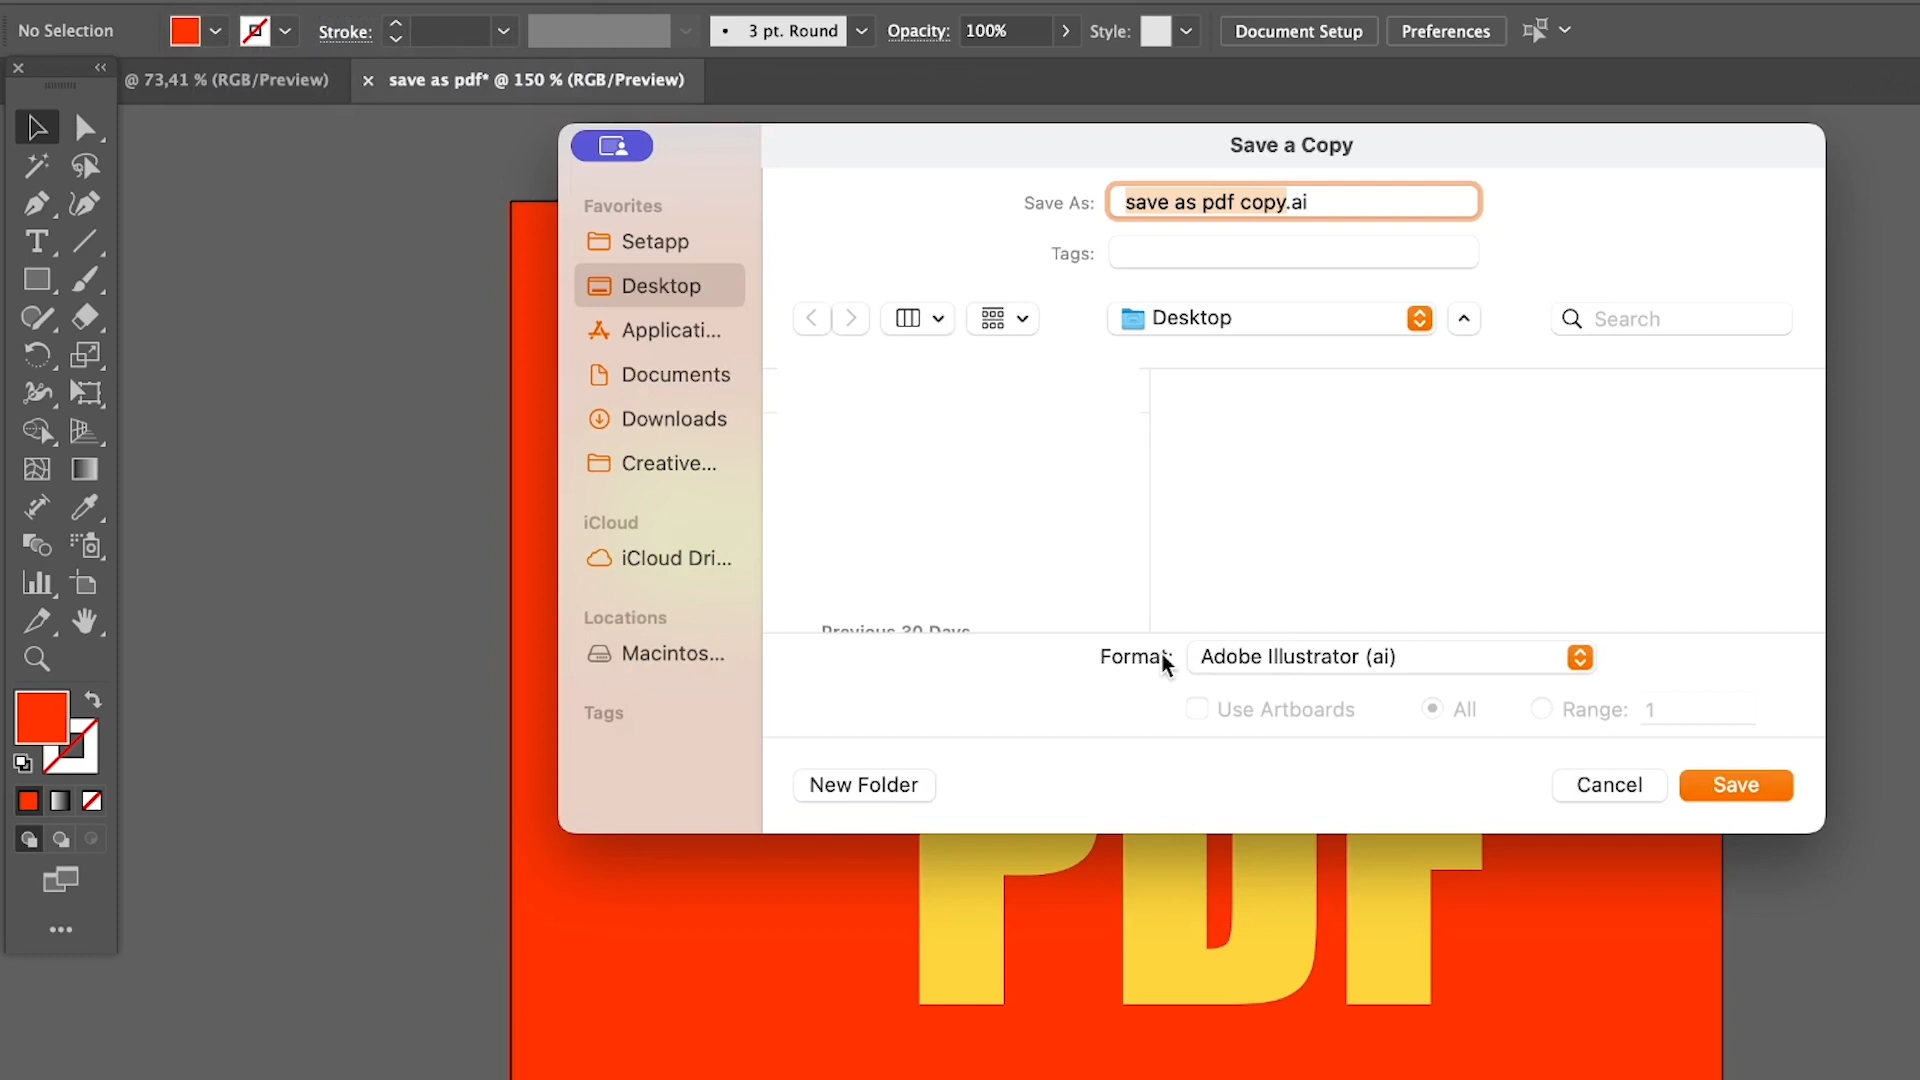 No Selection
Stroke:
3 pt. Round
Opacity:
100%
Style:
Document Setup
Preferences
@ 73,41 % (RGB/Preview)
save as pdf* @ 150 % (RGB/Preview)
Save a Copy
Favorites
Setapp
Desktop
Applicati...
Documents
Downloads
Creative...
iCloud
iCloud Dri...
Locations
Macintos...
Tags
Save As:
save as pdf copy.ai
Tags:
Desktop
Search
Previous 30 Days
Format:
Adobe Illustrator (ai)
Use Artboards
All
Range:
1
New Folder
Cancel
Save
PDF